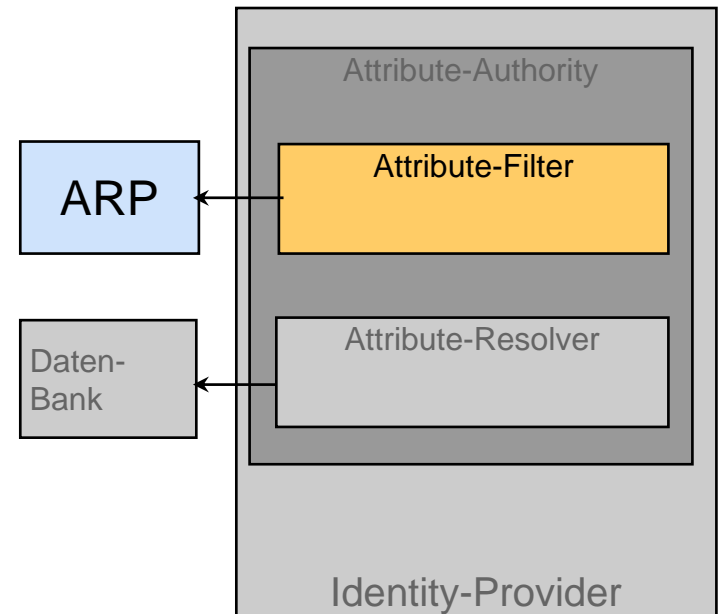 Attribute-Authority
Attribute-Filter
ARP
Attribute-Resolver
Daten-
Bank
Identity-Provider